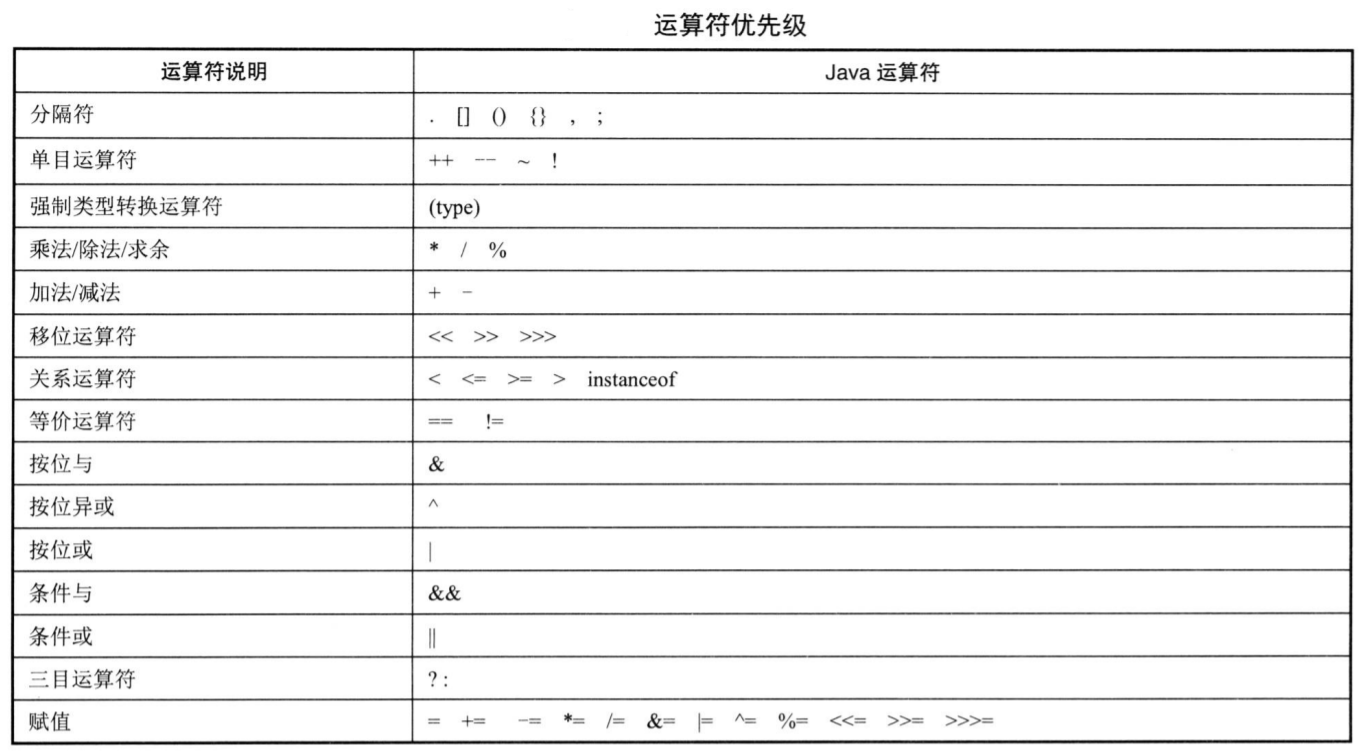 运算符优先级
运算符说明 Java 运算符
分隔符 . [] () {} , ;
单目运算符 ++ -- ~ !
强制类型转换运算符 (type)
乘法/除法/求余 * / %
加法/减法 + -
移位运算符 << >> >>>
关系运算符 < <= >= > instanceof
等价运算符 == !=
按位与 &
按位异或 ^
按位或 |
条件与 &&
条件或 ||
三目运算符 ? :
赋值 = += -= *= /= &= |= ^= %= <<= >>= >>>=